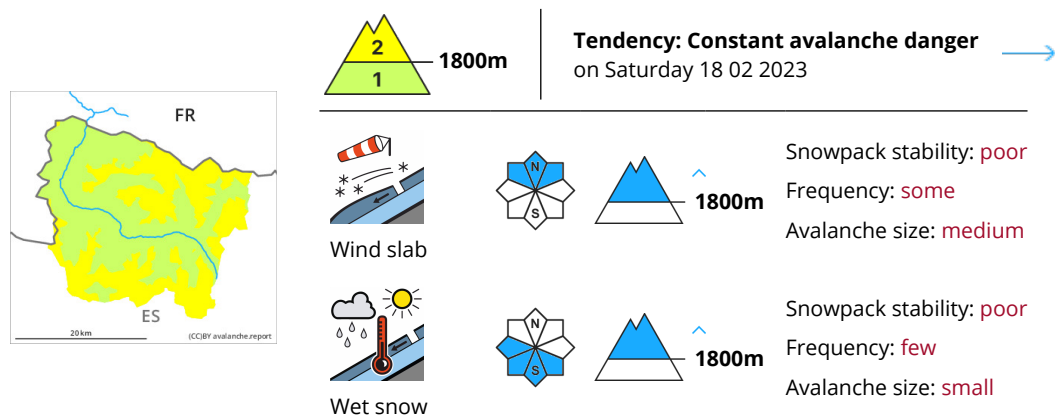 2
1
1800m
Tendency: Constant avalanche danger
on Saturday 18 02 2023
FR
ES
20 km
(CC)BY avalanche.report
Wind slab
N
S
1800m
Snowpack stability: poor
Frequency: some
Avalanche size: medium
Wet snow
N
S
1800m
Snowpack stability: poor
Frequency: few
Avalanche size: small